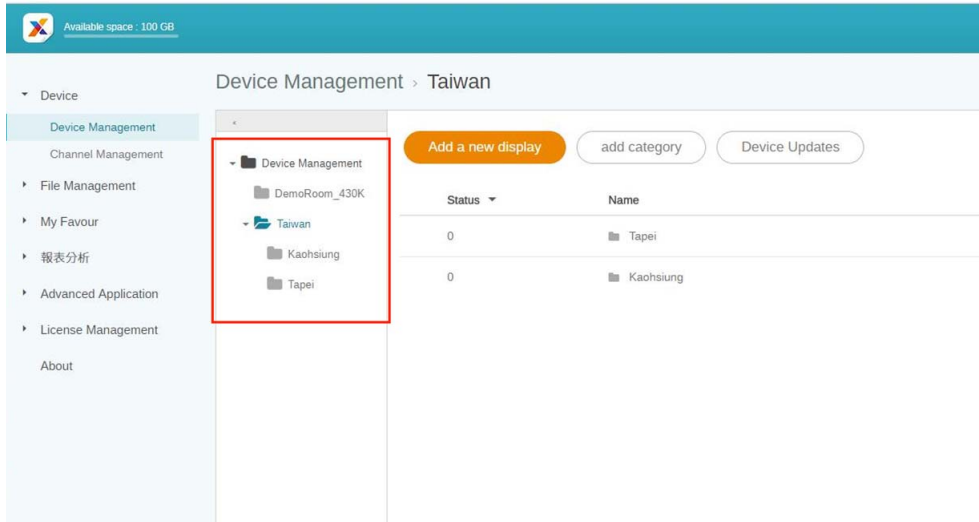 Available space : 100 GB
Device
Device Management
Channel Management
File Management
My Favour
報表分析
Advanced Application
License Management
About
Device Management › Taiwan
Device Management
DemoRoom_430K
Taiwan
Kaohsiung
Tapei
Add a new display add category Device Updates
Status Name
0 Tapei
0 Kaohsiung